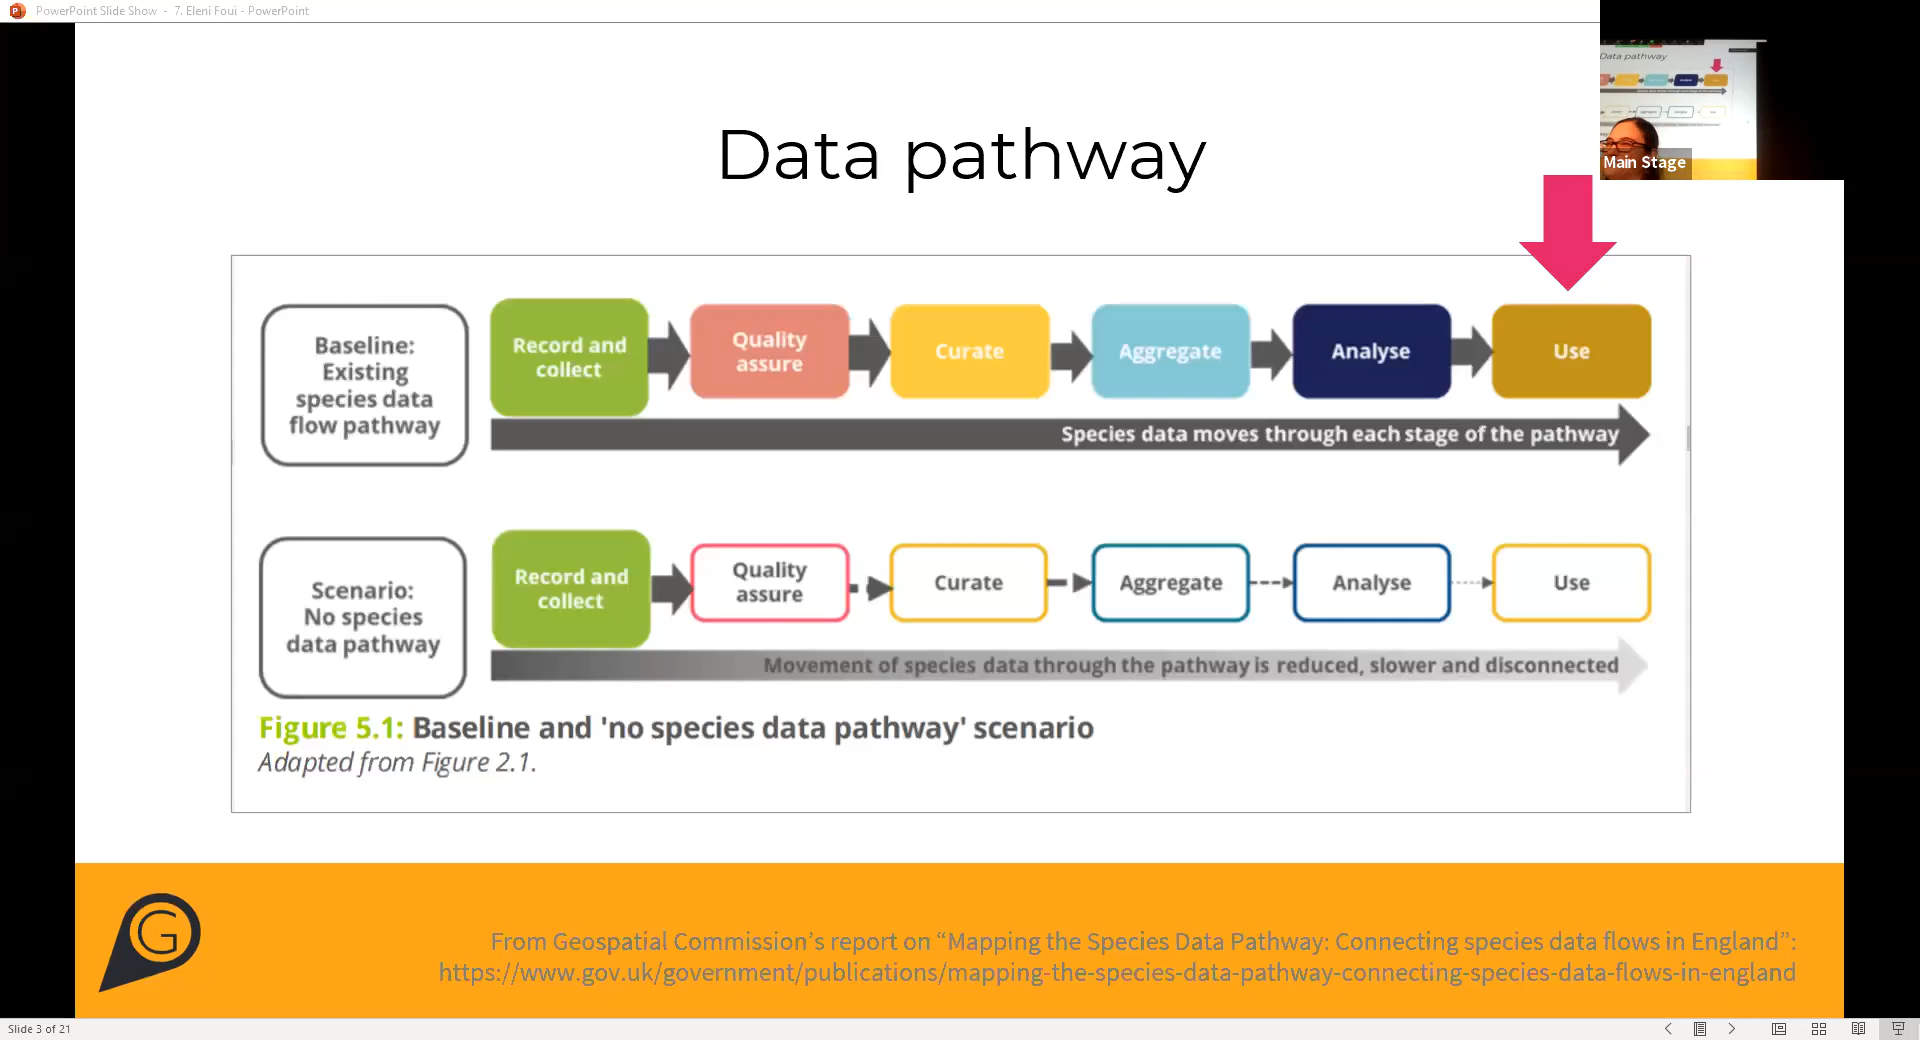 PowerPoint Slide Show - 7. Eleni Foui - PowerPoint
Data pathway
Main Stage
Data pathway
Baseline:
Existing
species data
flow pathway
Record and
collect
Quality
assure
Curate
Aggregate
Analyse
Use
Species data moves through each stage of the pathway
Scenario:
No species
data pathway
Record and
collect
Quality
assure
Curate
Aggregate
Analyse
Use
Movement of species data through the pathway is reduced, slower and disconnected
Figure 5.1: Baseline and 'no species data pathway' scenario
Adapted from Figure 2.1.
G
From Geospatial Commission’s report on “Mapping the Species Data Pathway: Connecting species data flows in England”:
https://www.gov.uk/government/publications/mapping-the-species-data-pathway-connecting-species-data-flows-in-england
Slide 3 of 21